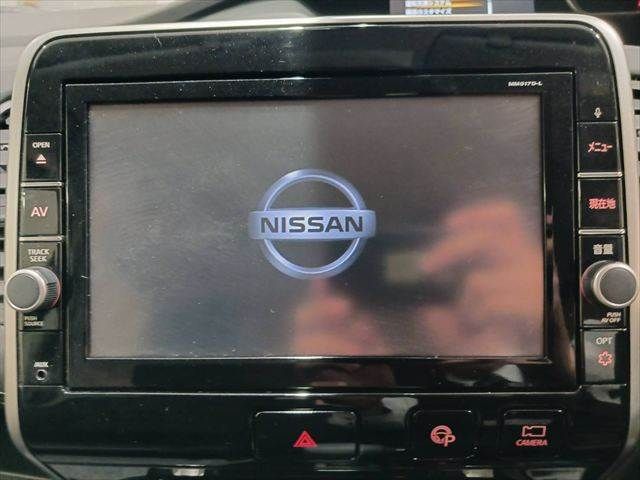 MM517D-L
OPEN
メニュー
AV
現在地
NISSAN
TRACK
SEEK
音量
PUSH
SOURCE
PUSH
AV OFF
OPT
AUX
P
CAMERA